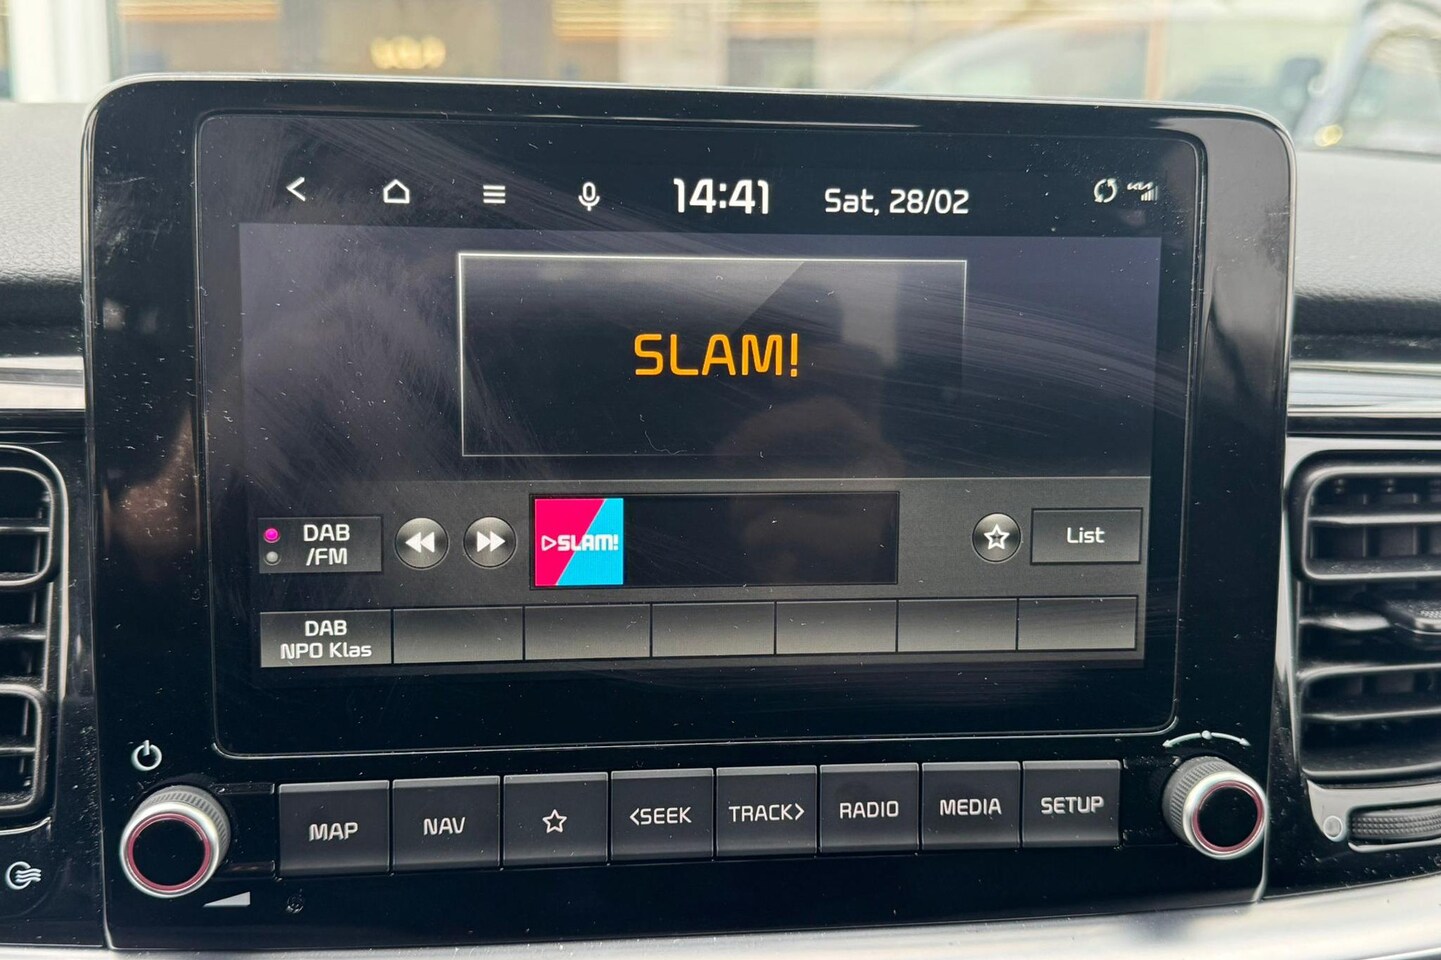 14:41 Sat, 28/02
SLAM!
DAB
/FM
SLAM!
List
DAB
NPO Klas
MAP NAV <SEEK TRACK> RADIO MEDIA SETUP